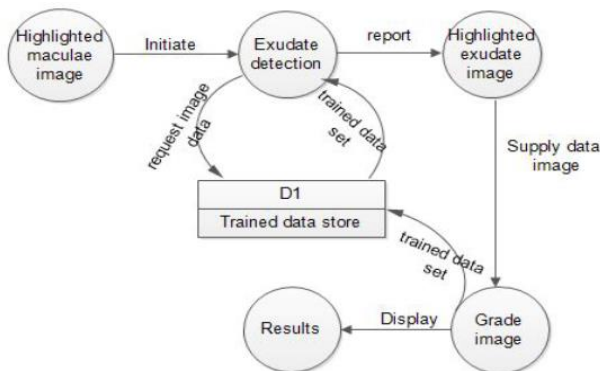 Highlighted
maculae
image
Initiate
Exudate
detection
report
Highlighted
exudate
image
request image
data
trained data
set
Supply data
image
D1
Trained data store
trained data
set
Results
Display
Grade
image